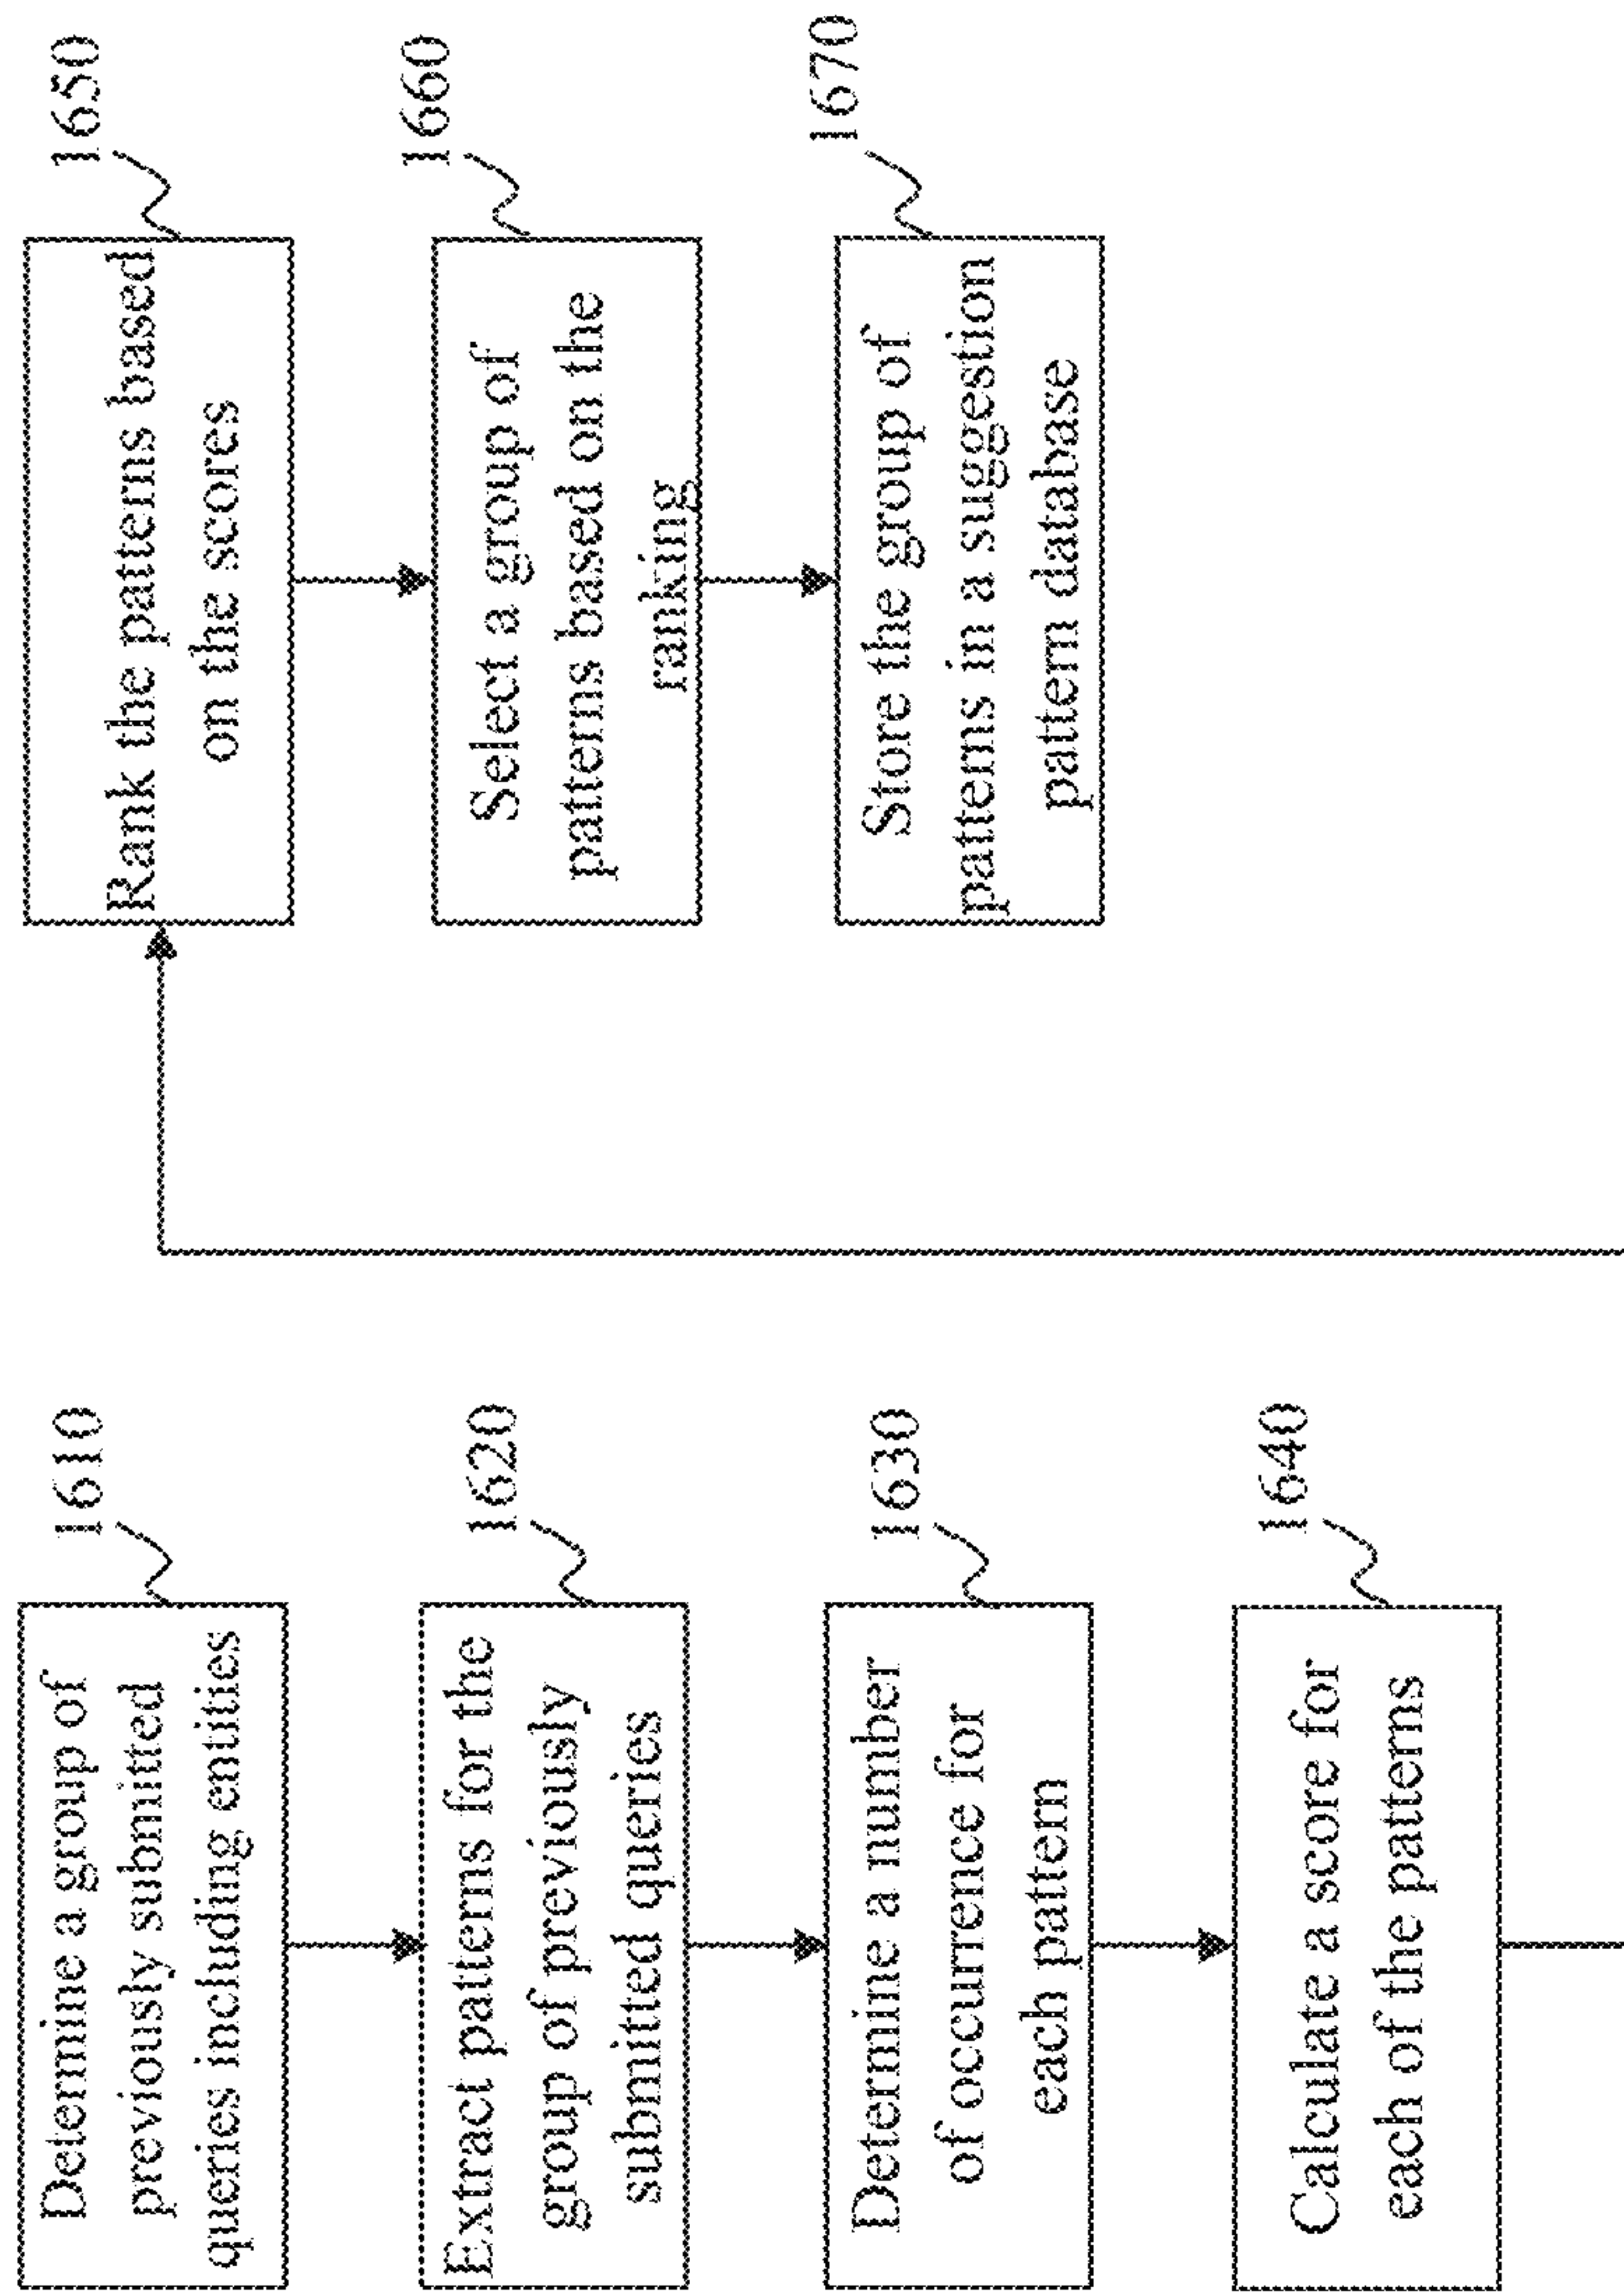 Determine a group of
previously submitted
queries including entities
1610
Extract patterns for the
group of previously
submitted queries
1620
Determine a number
of occurrence for
each pattern
1630
Calculate a score for
each of the patterns
1640
Rank the patterns based
on the scores
1650
Select a group of
patterns based on the
ranking
1660
Store the group of
patterns in a suggestion
pattern database
1670